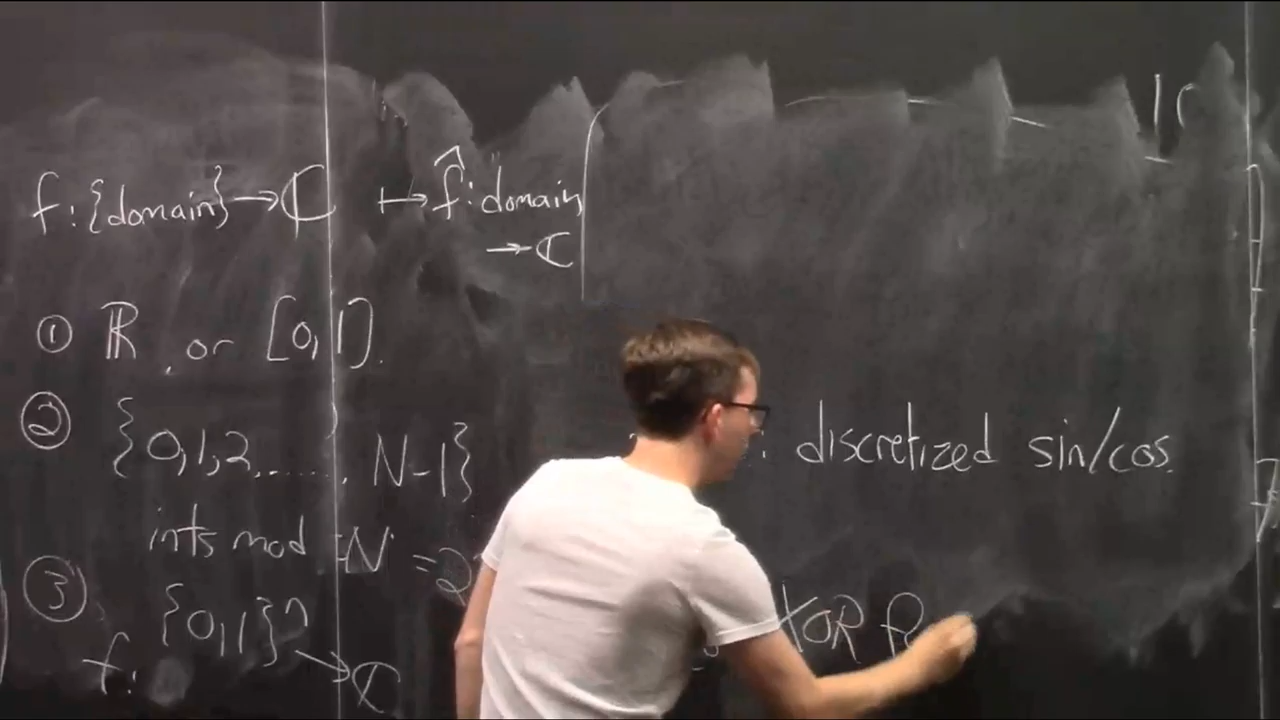 f : {domain} → ℂ ↦ f̂ : domain
→ ℂ
① ℝ, or [0,1].
② {0,1,2,......, N-1}
: discretized sin/cos.
ints mod N = 2
③ {0,1}ⁿ
XOR
f: → ℂ